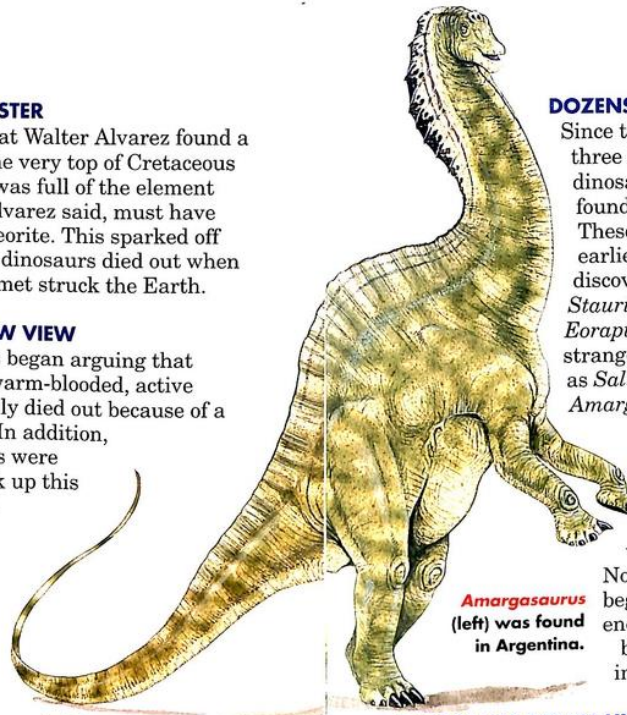 STER
at Walter Alvarez found a
e very top of Cretaceous
was full of the element
lvarez said, must have
eorite. This sparked off
dinosaurs died out when
met struck the Earth.
W VIEW
began arguing that
warm-blooded, active
ly died out because of a
In addition,
s were
k up this
DOZENS
Since t
three
dinosa
found
These
earlie
discov
Stauri
Eorapt
strang
as Sal
Amarg
Amargasaurus
(left) was found
in Argentina.
No
beg
en
b
in